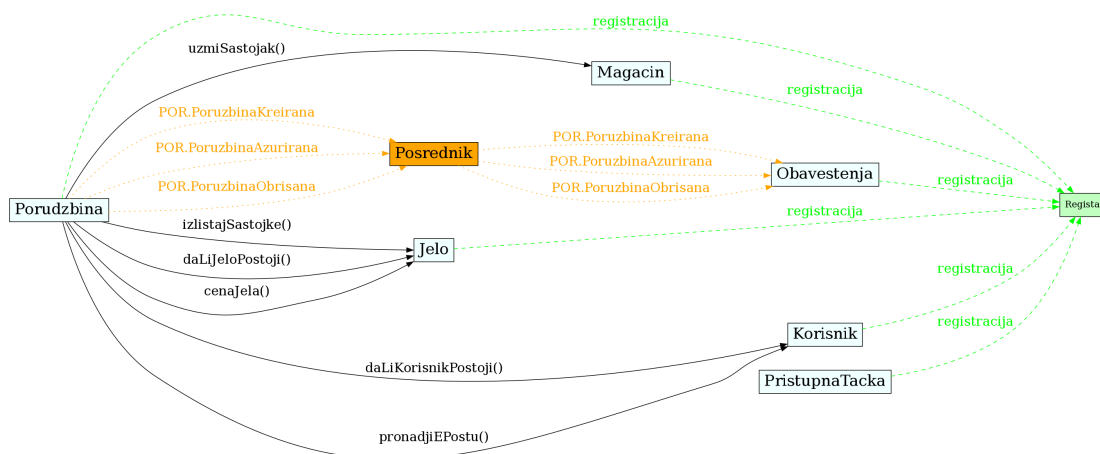 registracija
uzmiSastojak()
Magacin
registracija
POR.PoruzbinaKreirana
POR.PoruzbinaKreirana
POR.PoruzbinaAzurirana
Posrednik
POR.PoruzbinaAzurirana
Obavestenja
registracija
POR.PoruzbinaObrisana
POR.PoruzbinaObrisana
Porudzbina
Regista
registracija
izlistajSastojke()
Jelo
daLiJeloPostoji()
registracija
cenaJela()
registracija
Korisnik
daLiKorisnikPostoji()
PristupnaTacka
pronadjiEPostu()